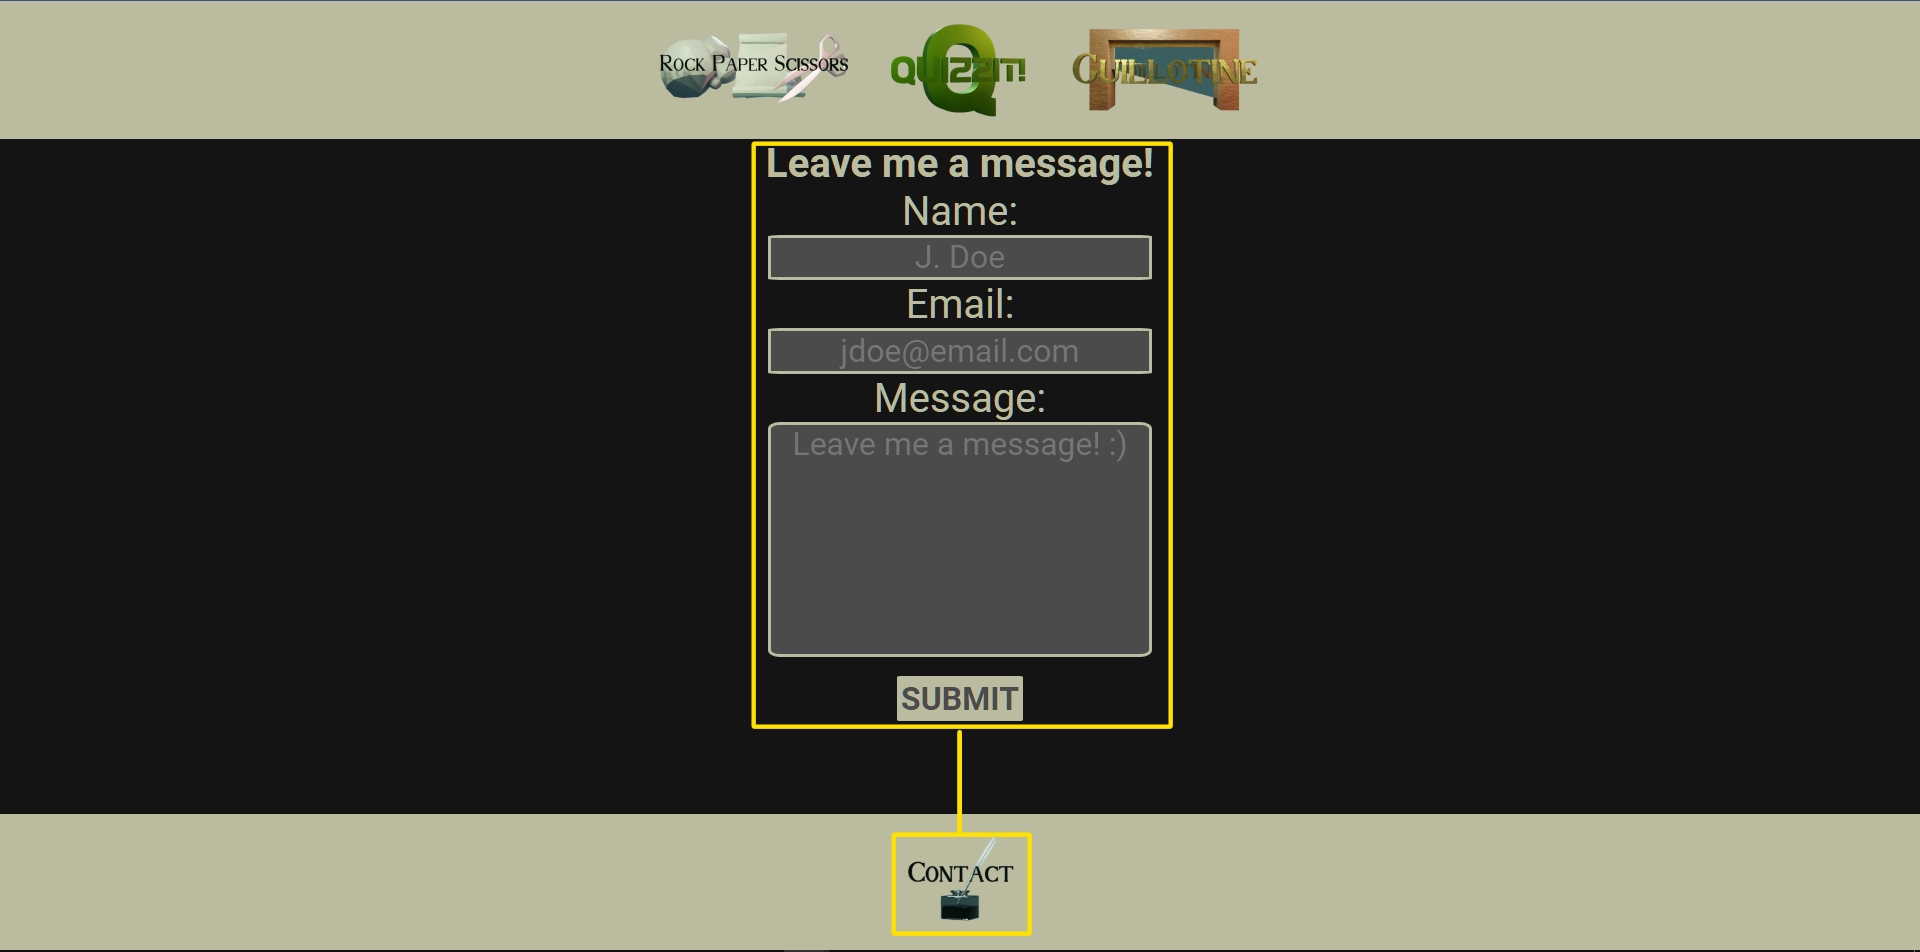 Rock Paper Scissors
QUIZZIT!
Guillotine
Leave me a message!
Name:
J. Doe
Email:
jdoe@email.com
Message:
Leave me a message! :)
SUBMIT
Contact